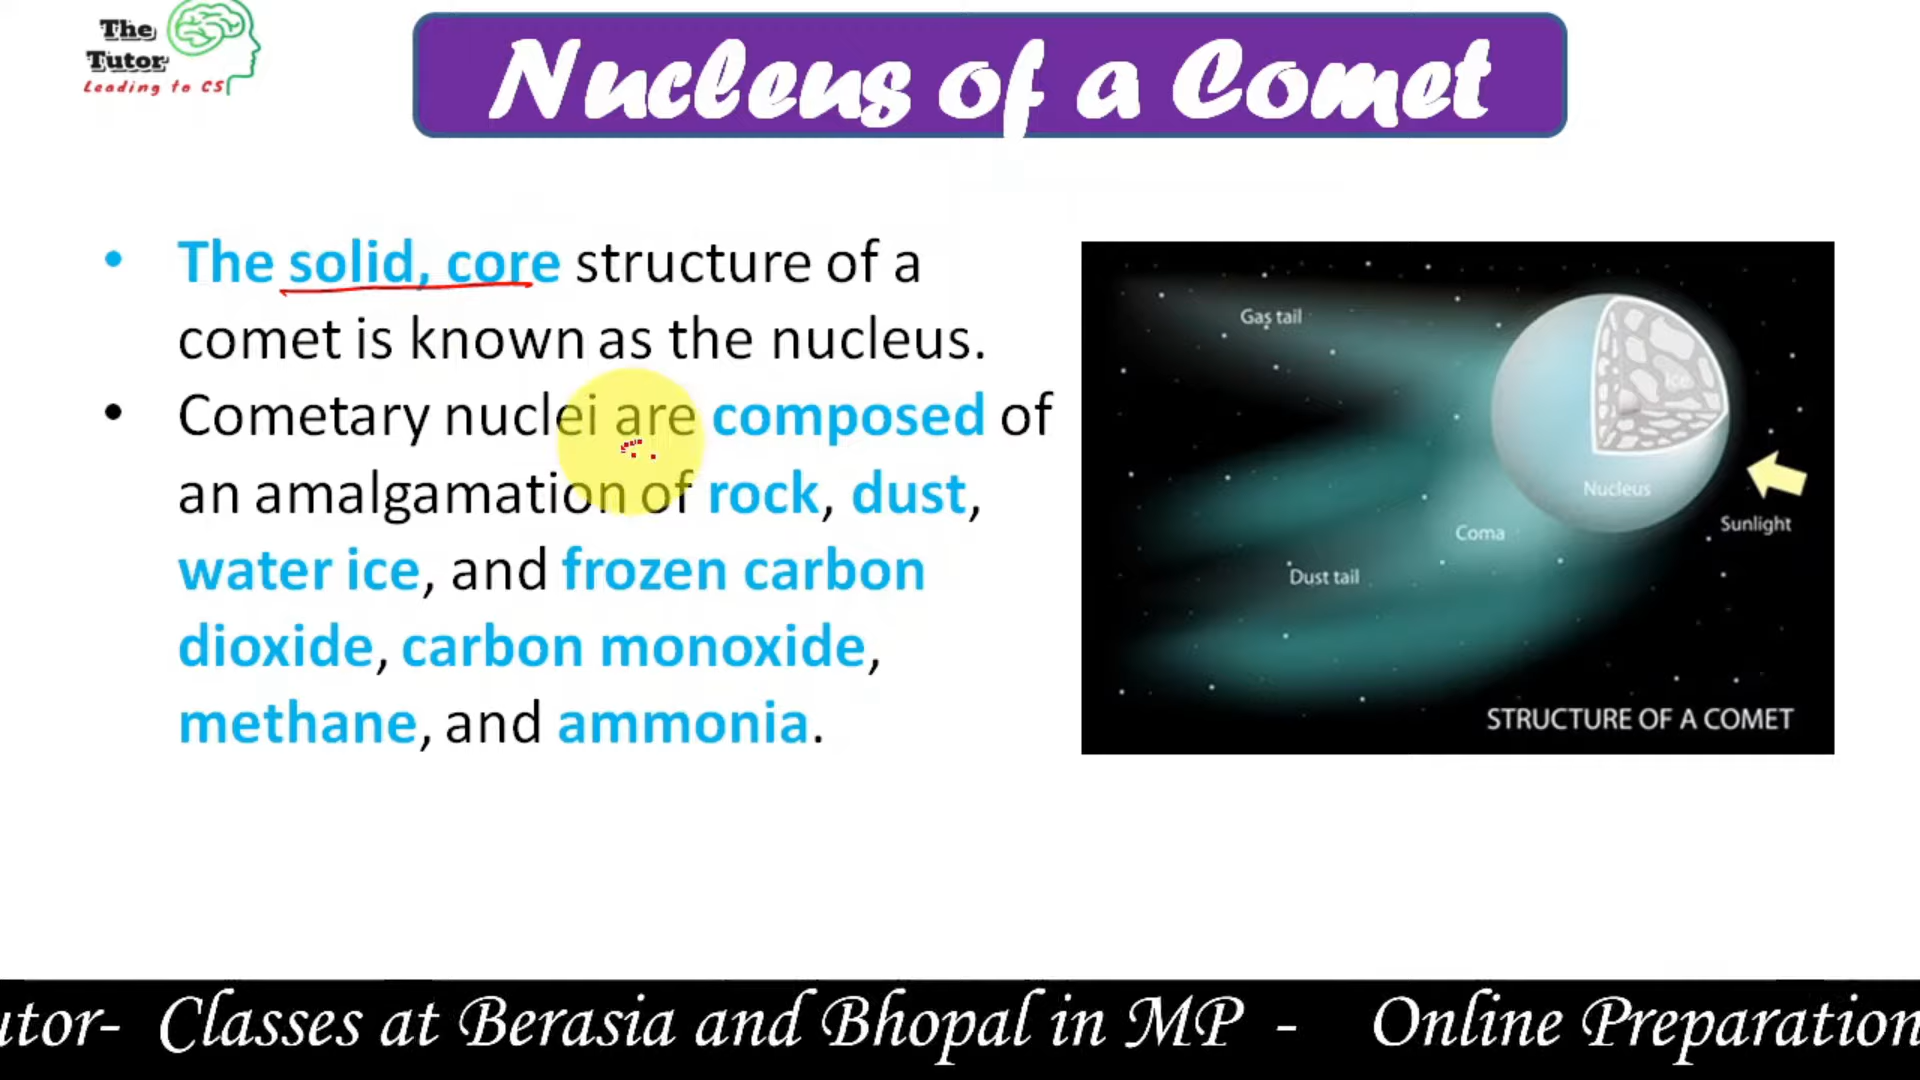 The
Tutor
Leading to CS
Nucleus of a Comet
• The solid, core structure of a
comet is known as the nucleus.
• Cometary nuclei are composed of
an amalgamation of rock, dust,
water ice, and frozen carbon
dioxide, carbon monoxide,
methane, and ammonia.
Gas tail
Ice
Nucleus
Sunlight
Coma
Dust tail
STRUCTURE OF A COMET
utor- Classes at Berasia and Bhopal in MP - Online Preparation